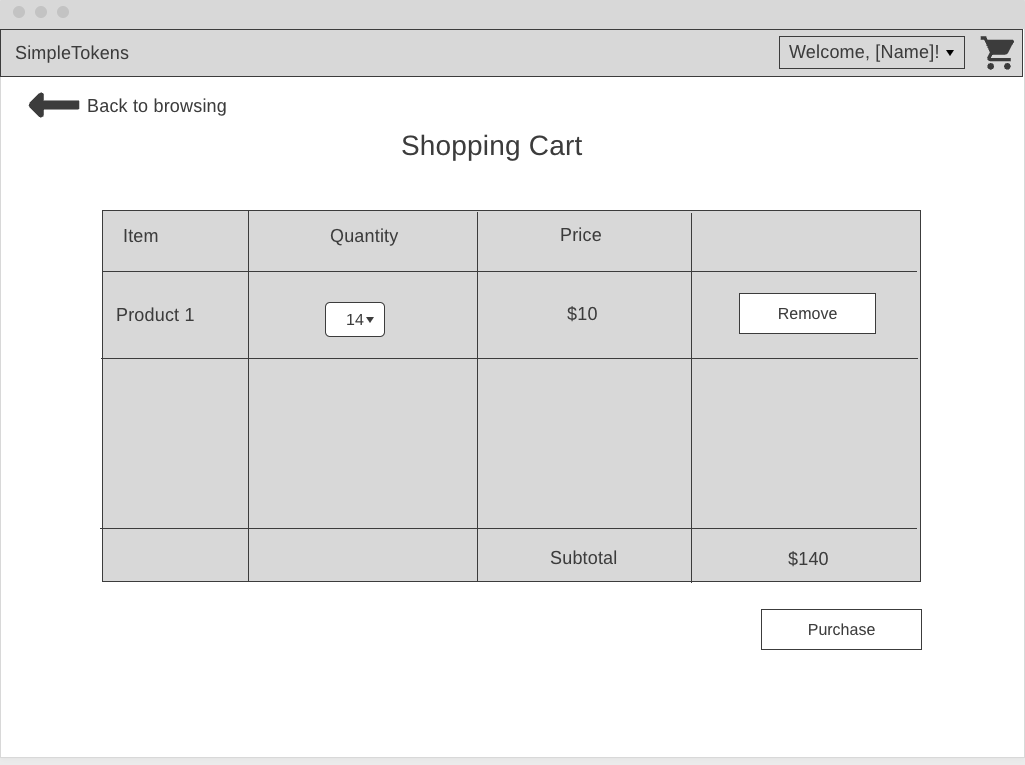 SimpleTokens
Welcome, [Name]!
Back to browsing
Shopping Cart
Item Quantity Price
Product 1 14 $10 Remove
Subtotal $140
Purchase